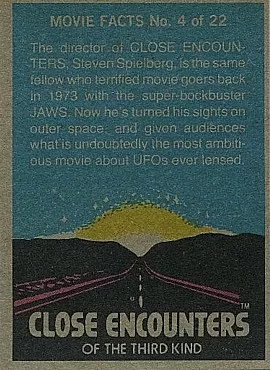 MOVIE FACTS No. 4 of 22
The director of CLOSE ENCOUN-
TERS, Steven Spielberg, is the same
fellow who terrified movie goers back
in 1973 with the super-bockbuster
JAWS. Now he's turned his sights on
outer space, and given audiences
what is undoubtedly the most ambiti-
ous movie about UFOs ever lensed.
CLOSE ENCOUNTERS™
OF THE THIRD KIND